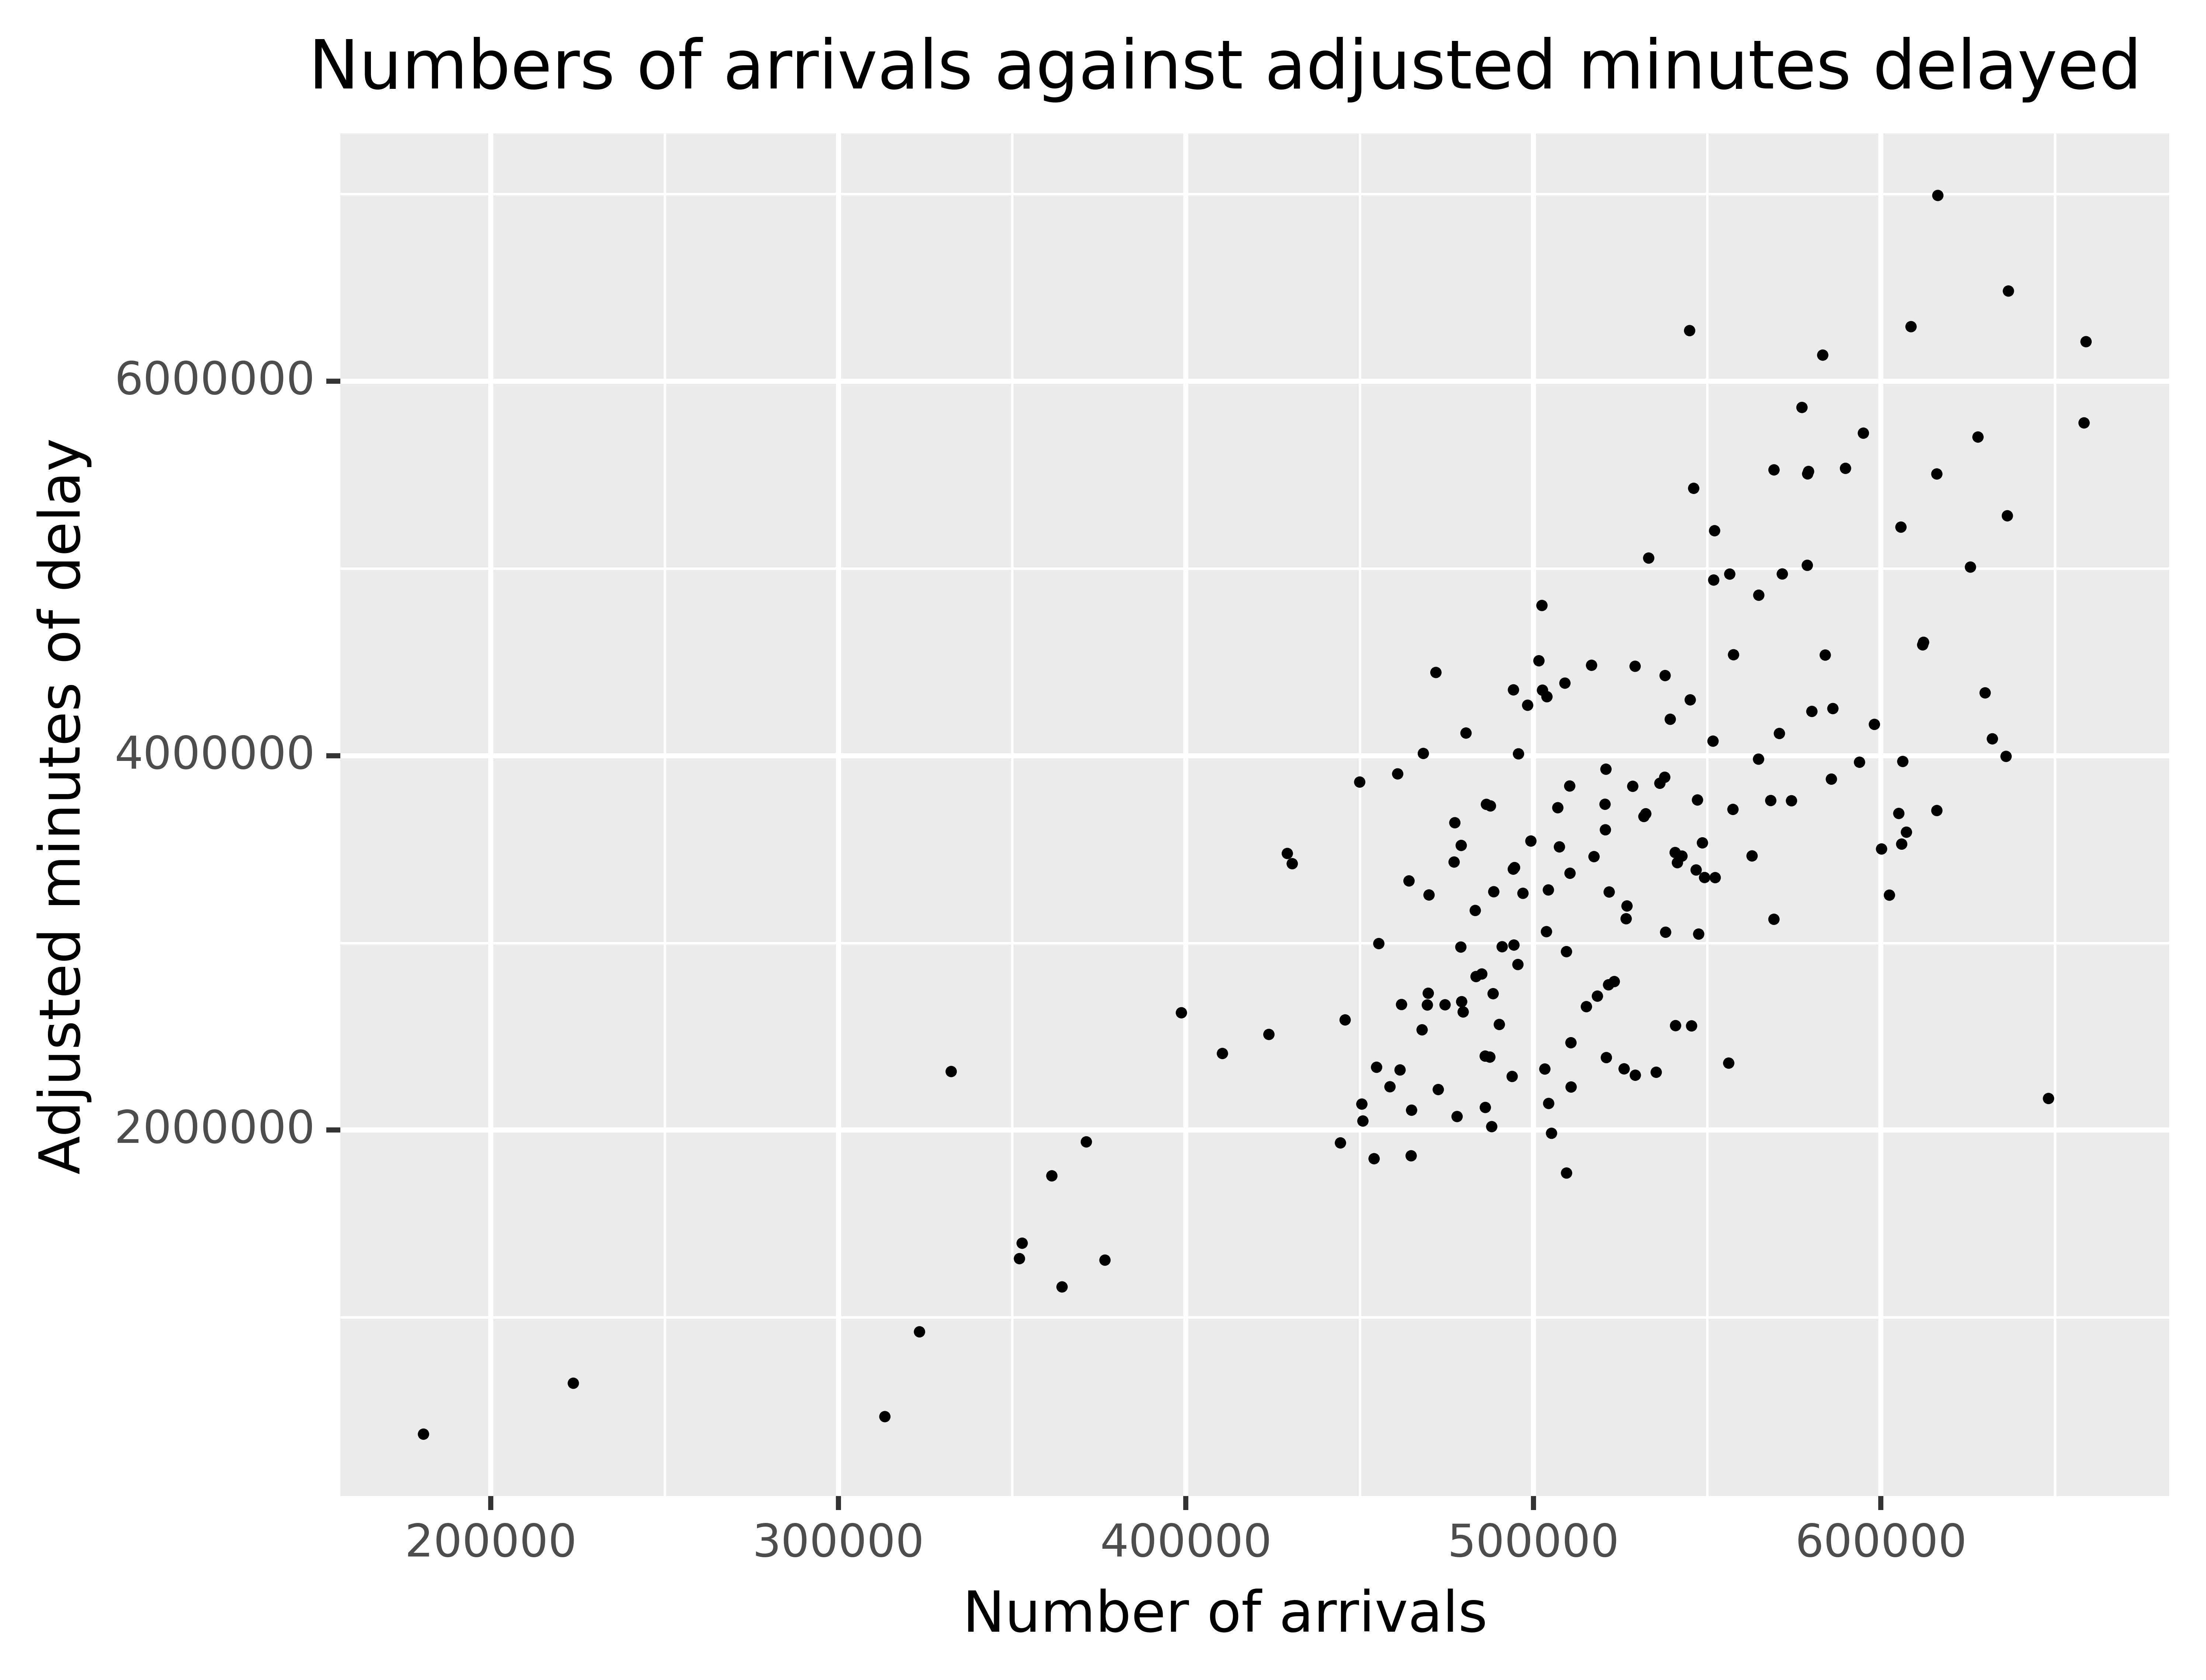 Numbers of arrivals against adjusted minutes delayed
Adjusted minutes of delay
6000000
4000000
2000000
200000
300000
400000
500000
600000
Number of arrivals